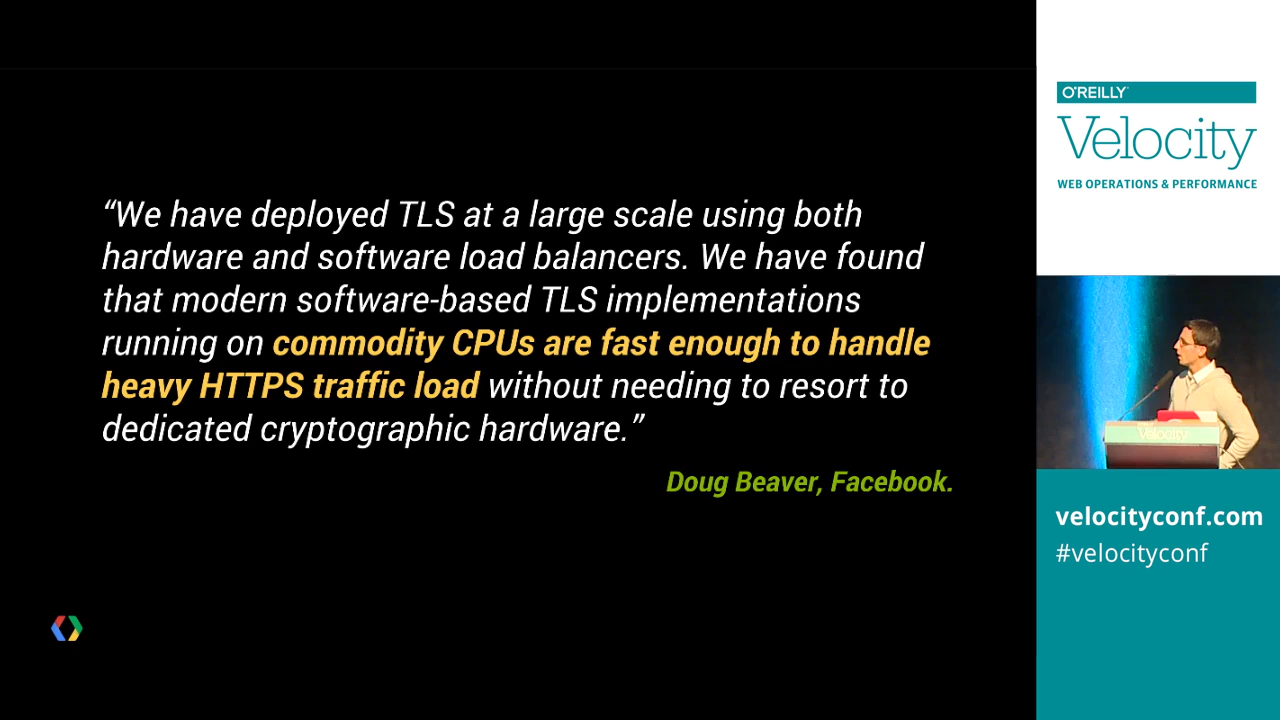 “We have deployed TLS at a large scale using both
hardware and software load balancers. We have found
that modern software-based TLS implementations
running on commodity CPUs are fast enough to handle
heavy HTTPS traffic load without needing to resort to
dedicated cryptographic hardware.”
Doug Beaver, Facebook.
O'REILLY
Velocity
WEB OPERATIONS & PERFORMANCE
Velocity
velocityconf.com
#velocityconf